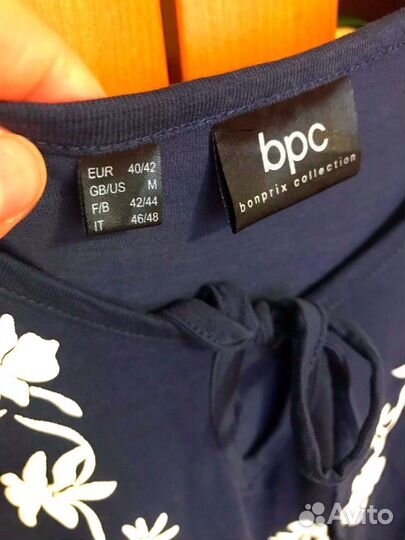 EUR 40/42
GB/US M
F/B 42/44
IT 46/48
bpc
bonprix collection
Avito